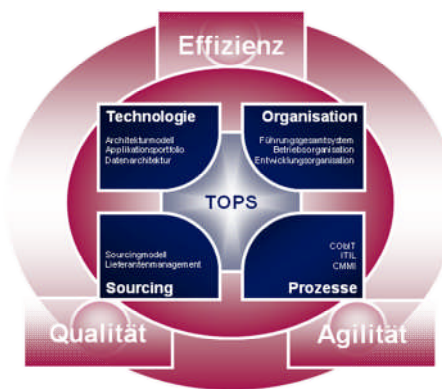 Effizienz
Technologie
Architekturmodell
Applikationsportfolio
Datenarchitektur
Organisation
Führungsgesamtsystem
Betriebsorganisation
Entwicklungsorganisation
TOPS
Sourcingmodell
Lieferantenmanagement
Sourcing
CObIT
ITIL
CMMI
Prozesse
Qualität
Agilität